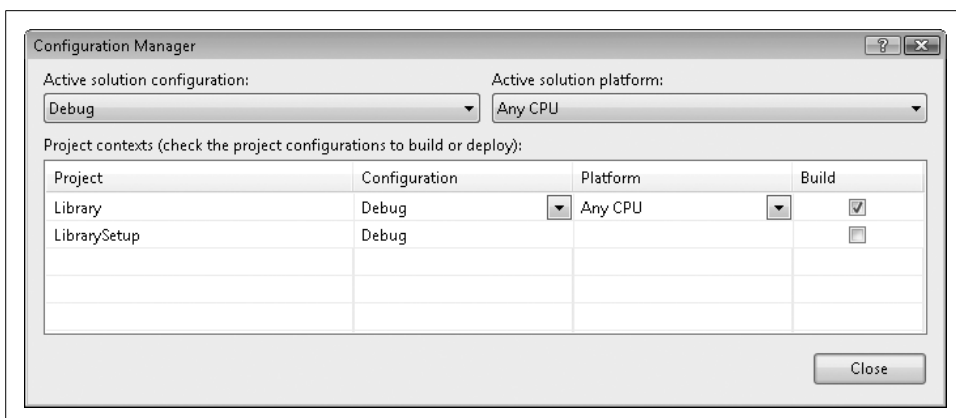 Configuration Manager
Active solution configuration: Active solution platform:
Debug Any CPU
Project contexts (check the project configurations to build or deploy):
Project Configuration Platform Build
Library Debug Any CPU
LibrarySetup Debug
Close